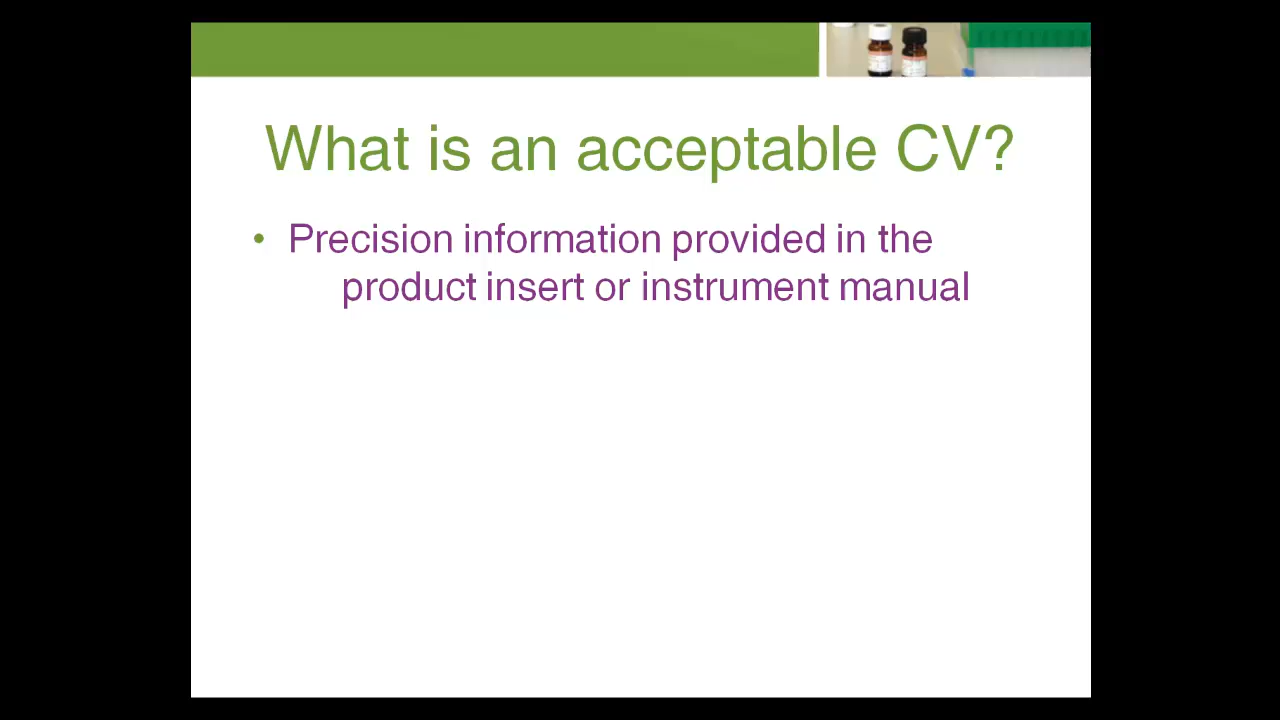 What is an acceptable CV?
• Precision information provided in the
product insert or instrument manual